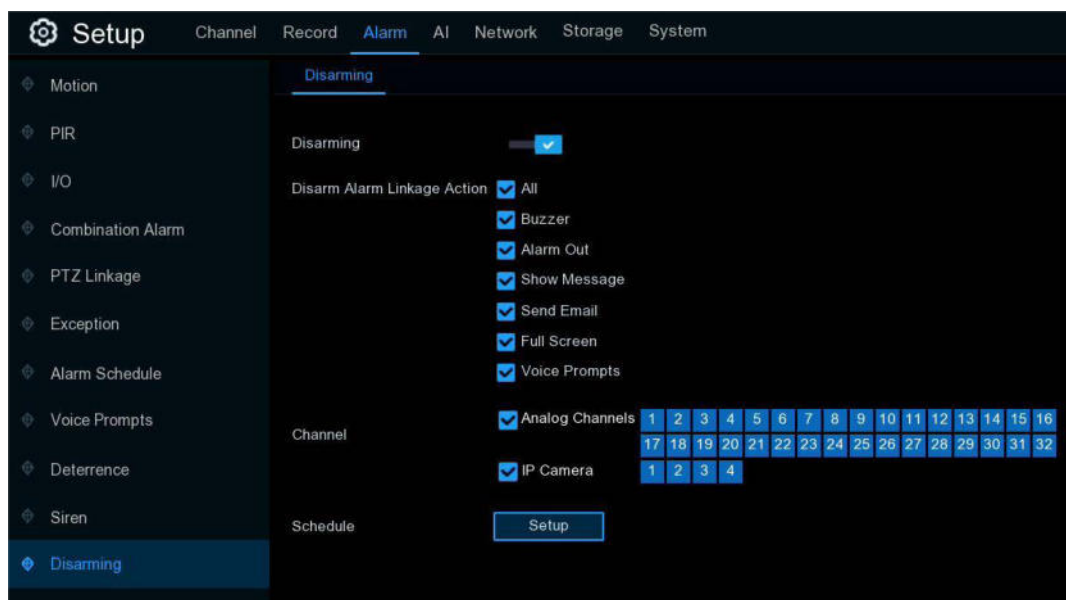 Setup Channel Record Alarm AI Network Storage System
Disarming
Motion
PIR
I/O
Combination Alarm
PTZ Linkage
Exception
Alarm Schedule
Voice Prompts
Deterrence
Siren
Disarming
Disarming
Disarm Alarm Linkage Action All
Buzzer
Alarm Out
Show Message
Send Email
Full Screen
Voice Prompts
Channel
Analog Channels 1 2 3 4 5 6 7 8 9 10 11 12 13 14 15 16
17 18 19 20 21 22 23 24 25 26 27 28 29 30 31 32
IP Camera 1 2 3 4
Schedule Setup